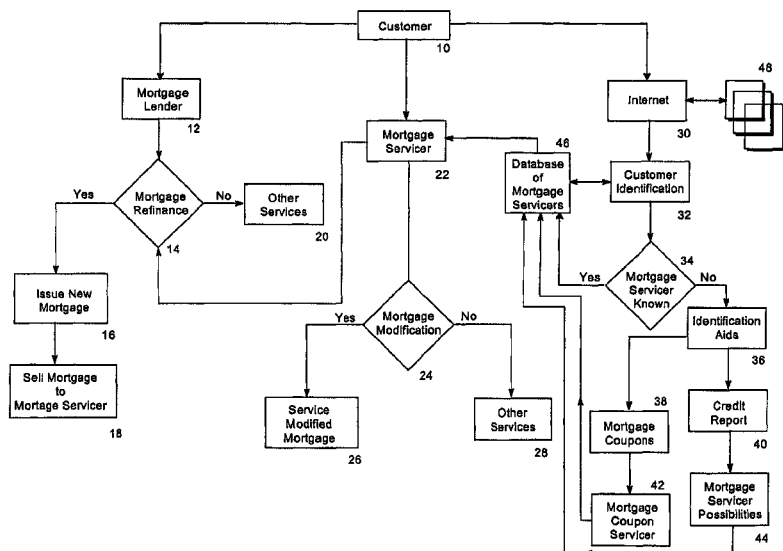 Customer
10
48
Mortgage
Lender
12
Internet
30
Mortgage
Servicer
22
46
Database
of
Mortgage
Servicers
Customer
Identification
32
Yes
Mortgage
Refinance
14
No
Other
Services
20
34
Yes
Mortgage
Servicer
Known
No
Issue New
Mortgage
16
Yes
Mortgage
Modification
24
No
Identification
Aids
36
Sell Mortgage
to
Mortage Servicer
18
Service
Modified
Mortgage
26
Other
Services
28
38
Mortgage
Coupons
Credit
Report
40
42
Mortgage
Coupon
Servicer
Mortgage
Servicer
Possibilities
44